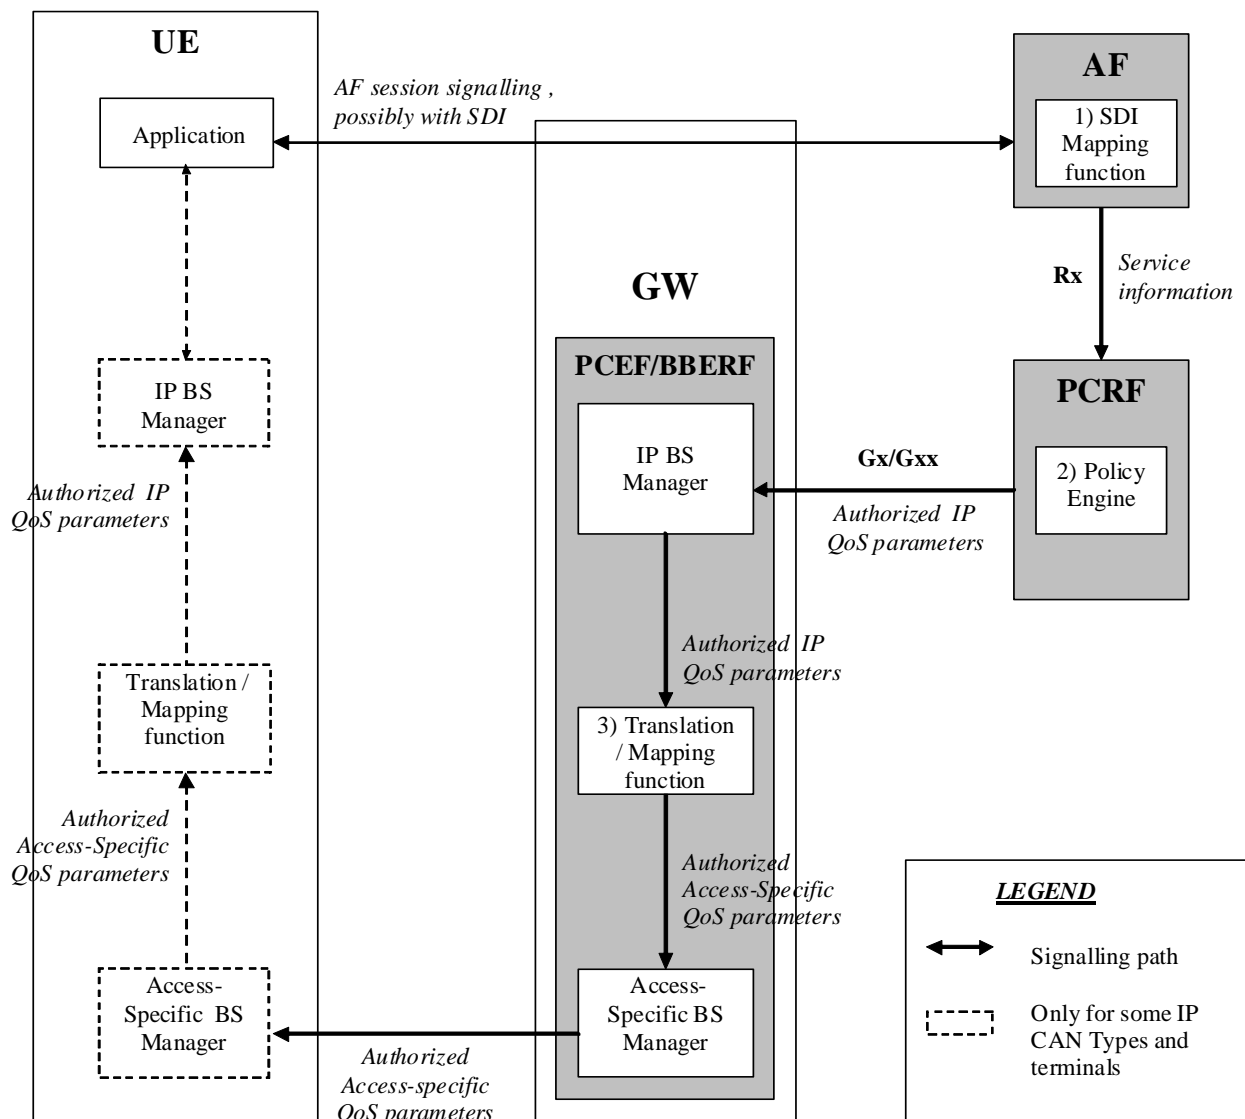 UE
Application
AF session signalling ,
possibly with SDI
AF
1) SDI
Mapping
function
Rx
Service
information
GW
PCEF/BBERF
IP BS
Manager
IP BS
Manager
Gx/Gxx
Authorized IP
QoS parameters
PCRF
2) Policy
Engine
Authorized IP
QoS parameters
Authorized IP
QoS parameters
Translation /
Mapping
function
3) Translation
/ Mapping
function
Authorized
Access-Specific
QoS parameters
Authorized
Access-Specific
QoS parameters
Access-
Specific BS
Manager
Access-
Specific BS
Manager
Authorized
Access-specific
QoS parameters
LEGEND
Signalling path
Only for some IP
CAN Types and
terminals